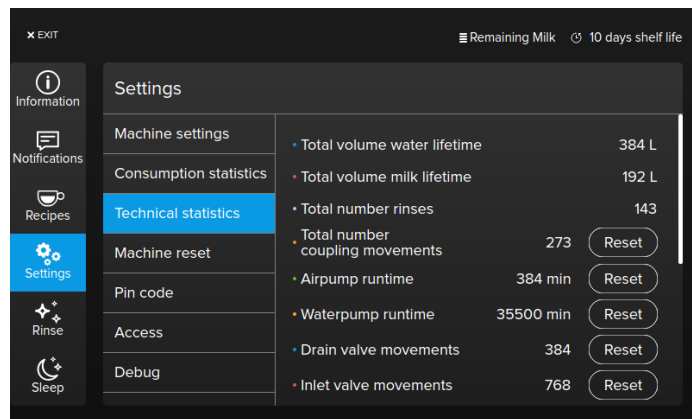 × EXIT
Remaining Milk 10 days shelf life
Information
Notifications
Recipes
Settings
Rinse
Sleep
Settings
Machine settings
Consumption statistics
Technical statistics
Machine reset
Pin code
Access
Debug
• Total volume water lifetime 384 L
• Total volume milk lifetime 192 L
• Total number rinses 143
• Total number
coupling movements 273 Reset
• Airpump runtime 384 min Reset
• Waterpump runtime 35500 min Reset
• Drain valve movements 384 Reset
• Inlet valve movements 768 Reset